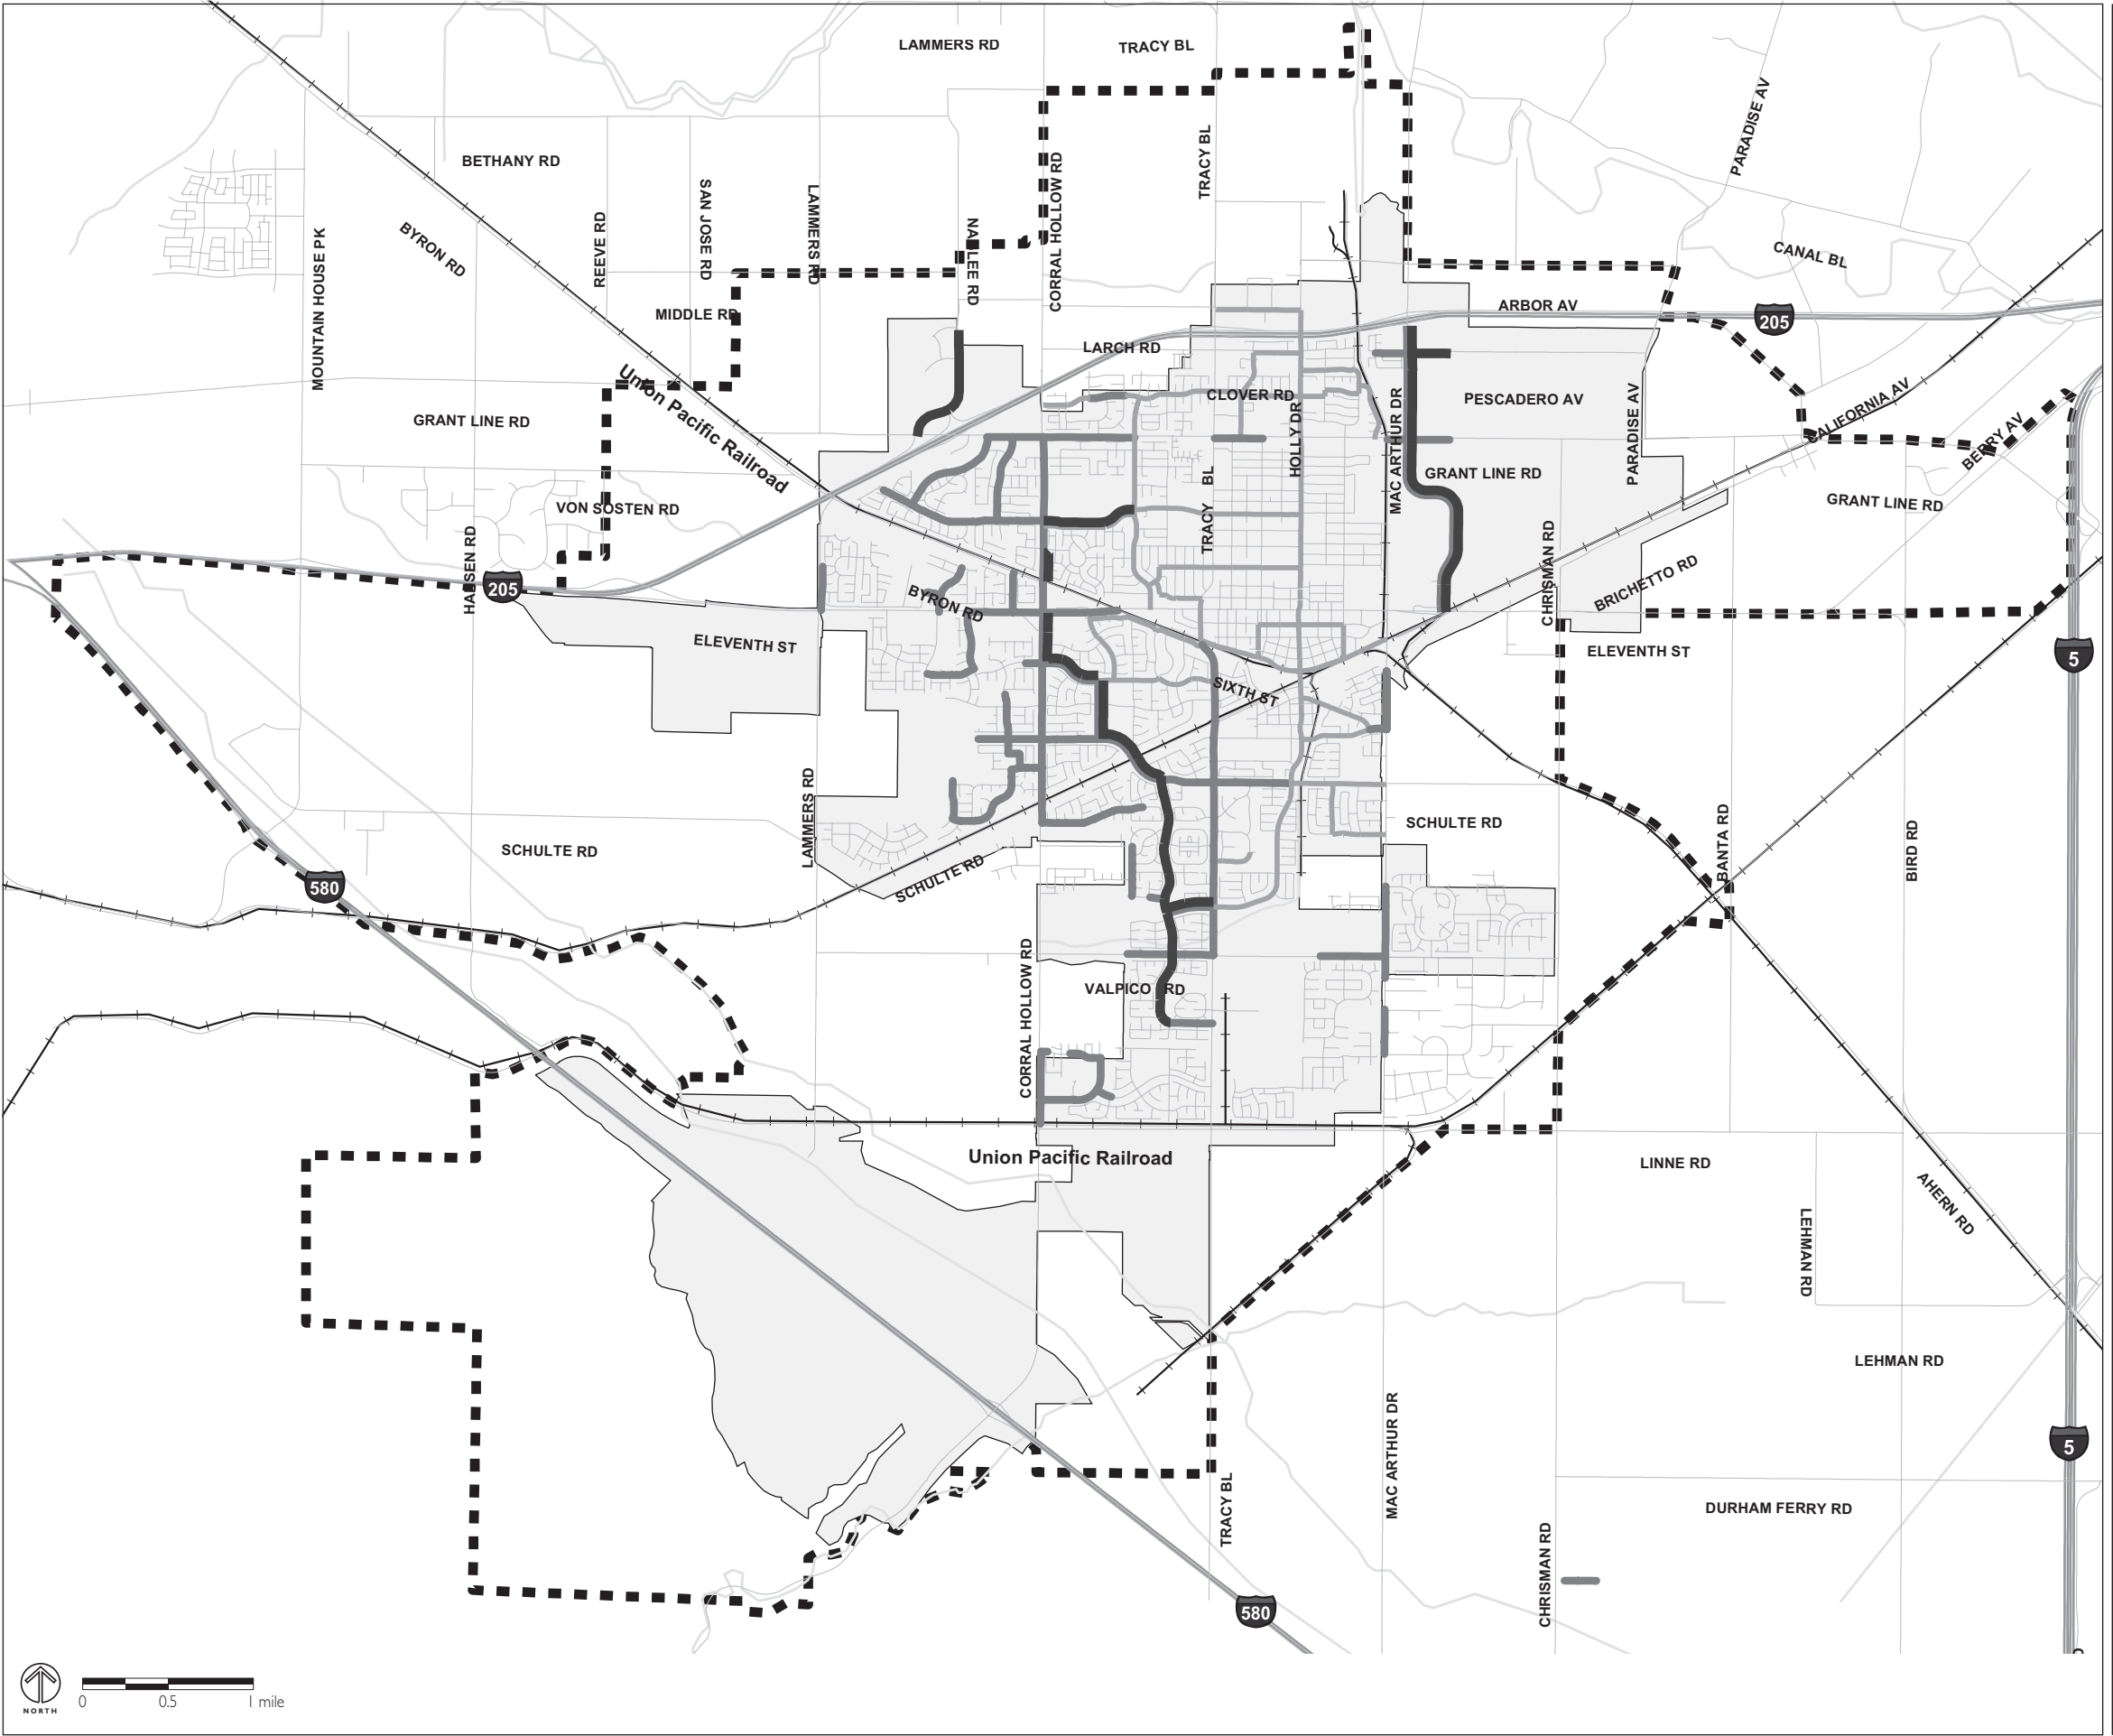 LAMMERS RD
TRACY BL
PARADISE AV
TRACY BL
BETHANY RD
CORRAL HOLLOW RD
SAN JOSE RD
LAMMERS RD
REEVE RD
NAGLEE RD
MOUNTAIN HOUSE PK
BYRON RD
CANAL BL
ARBOR AV
MIDDLE RD
205
LARCH RD
Union Pacific Railroad
CLOVER RD
HOLLY DR
MAC ARTHUR DR
PESCADERO AV
PARADISE AV
CALIFORNIA AV
BERRY AV
GRANT LINE RD
TRACY BL
GRANT LINE RD
GRANT LINE RD
VON SOSTEN RD
HANSEN RD
205
BYRON RD
CHRISMAN RD
BRICHETTO RD
ELEVENTH ST
ELEVENTH ST
5
SIXTH ST
LAMMERS RD
SCHULTE RD
SCHULTE RD
SCHULTE RD
BANTA RD
BIRD RD
580
CORRAL HOLLOW RD
VALPICO RD
Union Pacific Railroad
LINNE RD
AHERN RD
LEHMAN RD
LEHMAN RD
MAC ARTHUR DR
5
TRACY BL
DURHAM FERRY RD
CHRISMAN RD
580
NORTH
0 0.5 1 mile